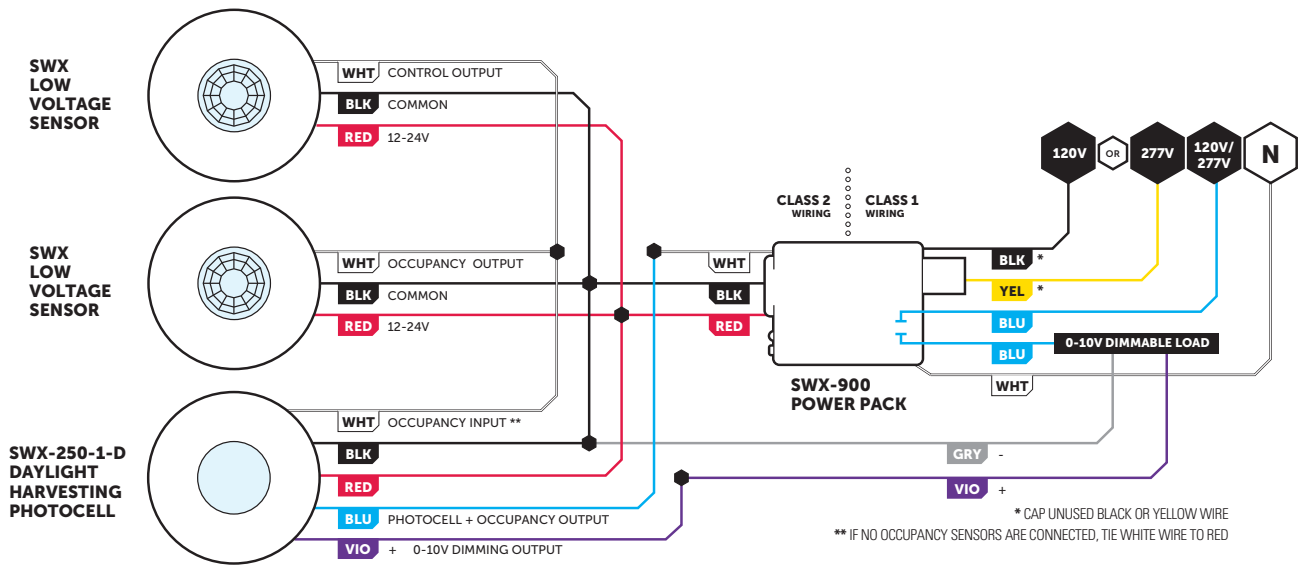 SWX
LOW
VOLTAGE
SENSOR
WHT CONTROL OUTPUT
BLK COMMON
RED 12-24V
SWX
LOW
VOLTAGE
SENSOR
WHT OCCUPANCY OUTPUT
BLK COMMON
RED 12-24V
SWX-250-1-D
DAYLIGHT
HARVESTING
PHOTOCELL
WHT OCCUPANCY INPUT **
BLK
RED
BLU PHOTOCELL + OCCUPANCY OUTPUT
VIO + 0-10V DIMMING OUTPUT
WHT
BLK
RED
CLASS 2
WIRING
CLASS 1
WIRING
SWX-900
POWER PACK
120V OR 277V 120V/
277V N
BLK *
YEL *
BLU
BLU
0-10V DIMMABLE LOAD
WHT
GRY -
VIO +
* CAP UNUSED BLACK OR YELLOW WIRE
** IF NO OCCUPANCY SENSORS ARE CONNECTED, TIE WHITE WIRE TO RED